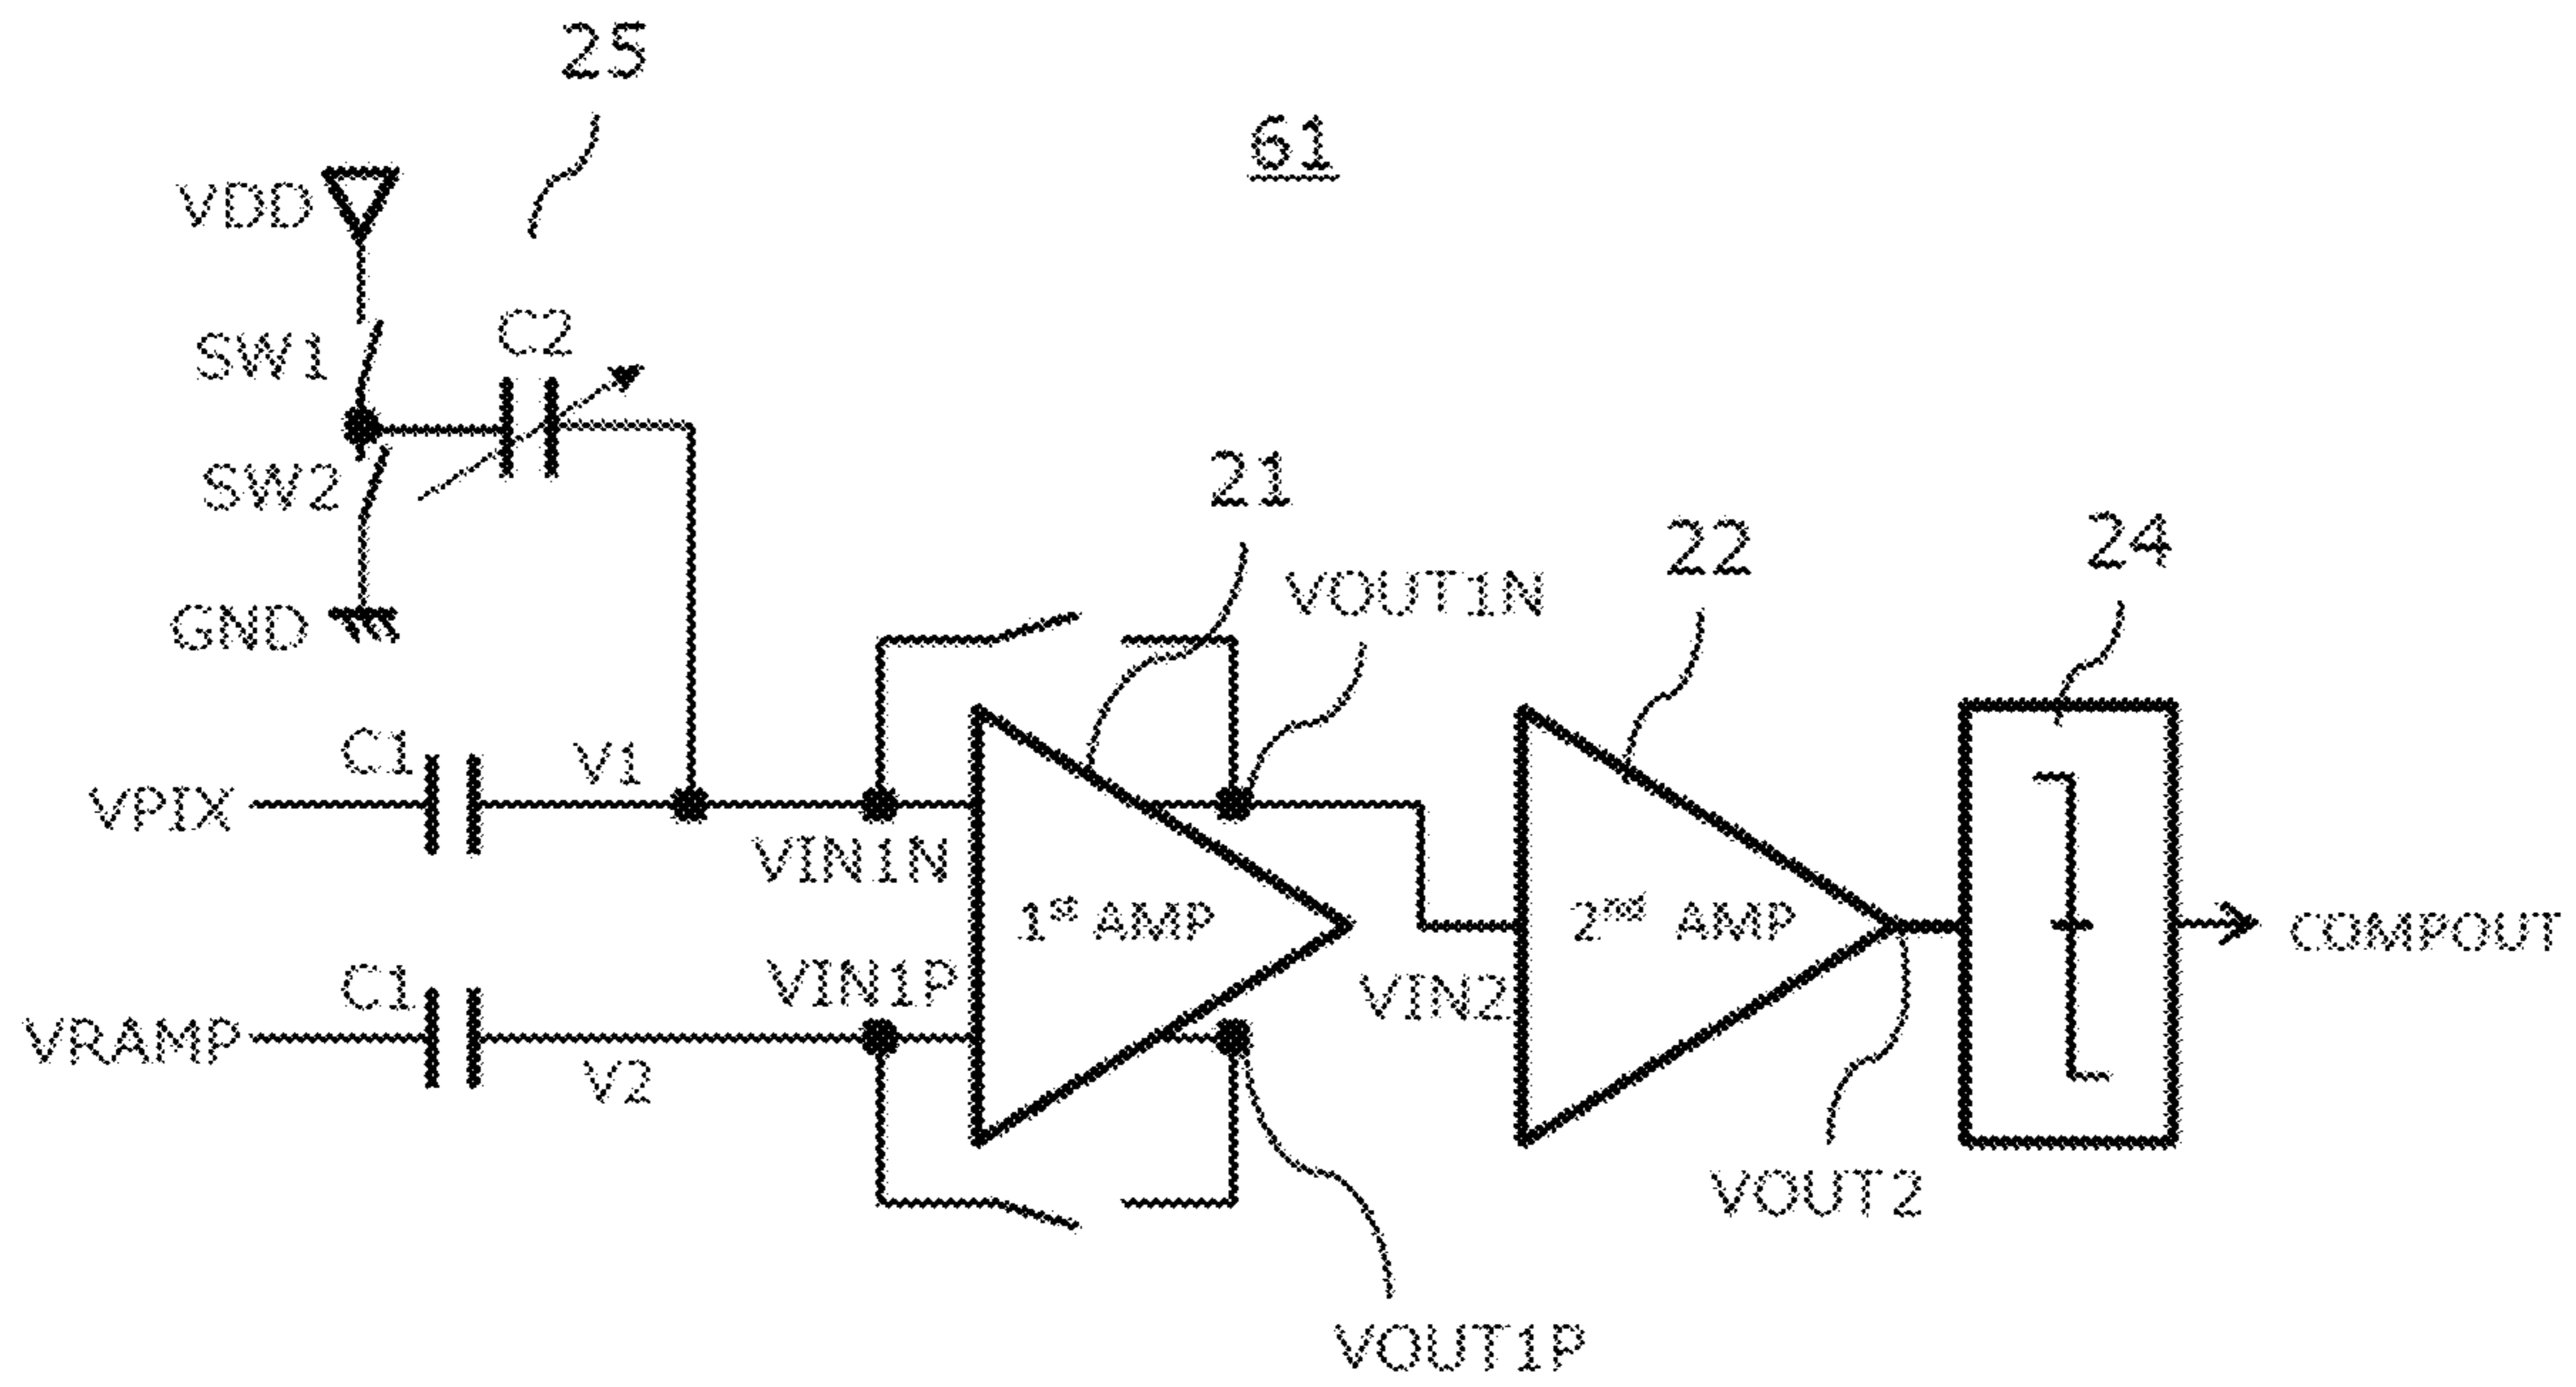 25
61
VDD
SW1
C2
SW2
21
22
24
VOUT1N
GND
C1
V1
VPIX
VIN1N
1st AMP
2nd AMP
COMPOUT
C1
VIN1P
VIN2
VRAMP
V2
VOUT2
VOUT1P